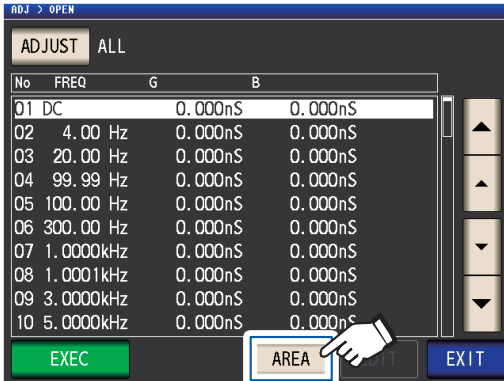 ADJ > OPEN
ADJUST ALL
No FREQ G B
01 DC 0.000nS 0.000nS
02 4.00 Hz 0.000nS 0.000nS
03 20.00 Hz 0.000nS 0.000nS
04 99.99 Hz 0.000nS 0.000nS
05 100.00 Hz 0.000nS 0.000nS
06 300.00 Hz 0.000nS 0.000nS
07 1.0000kHz 0.000nS 0.000nS
08 1.0001kHz 0.000nS 0.000nS
09 3.0000kHz 0.000nS 0.000nS
10 5.0000kHz 0.000nS 0.000nS
EXEC AREA EXIT